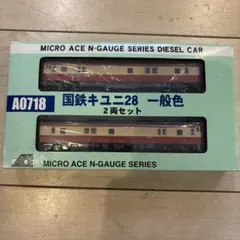 MICRO ACE N-GAUGE SERIES DIESEL CAR
A0718
国鉄キユニ28 一般色
2両セット
MICRO ACE N-GAUGE SERIES